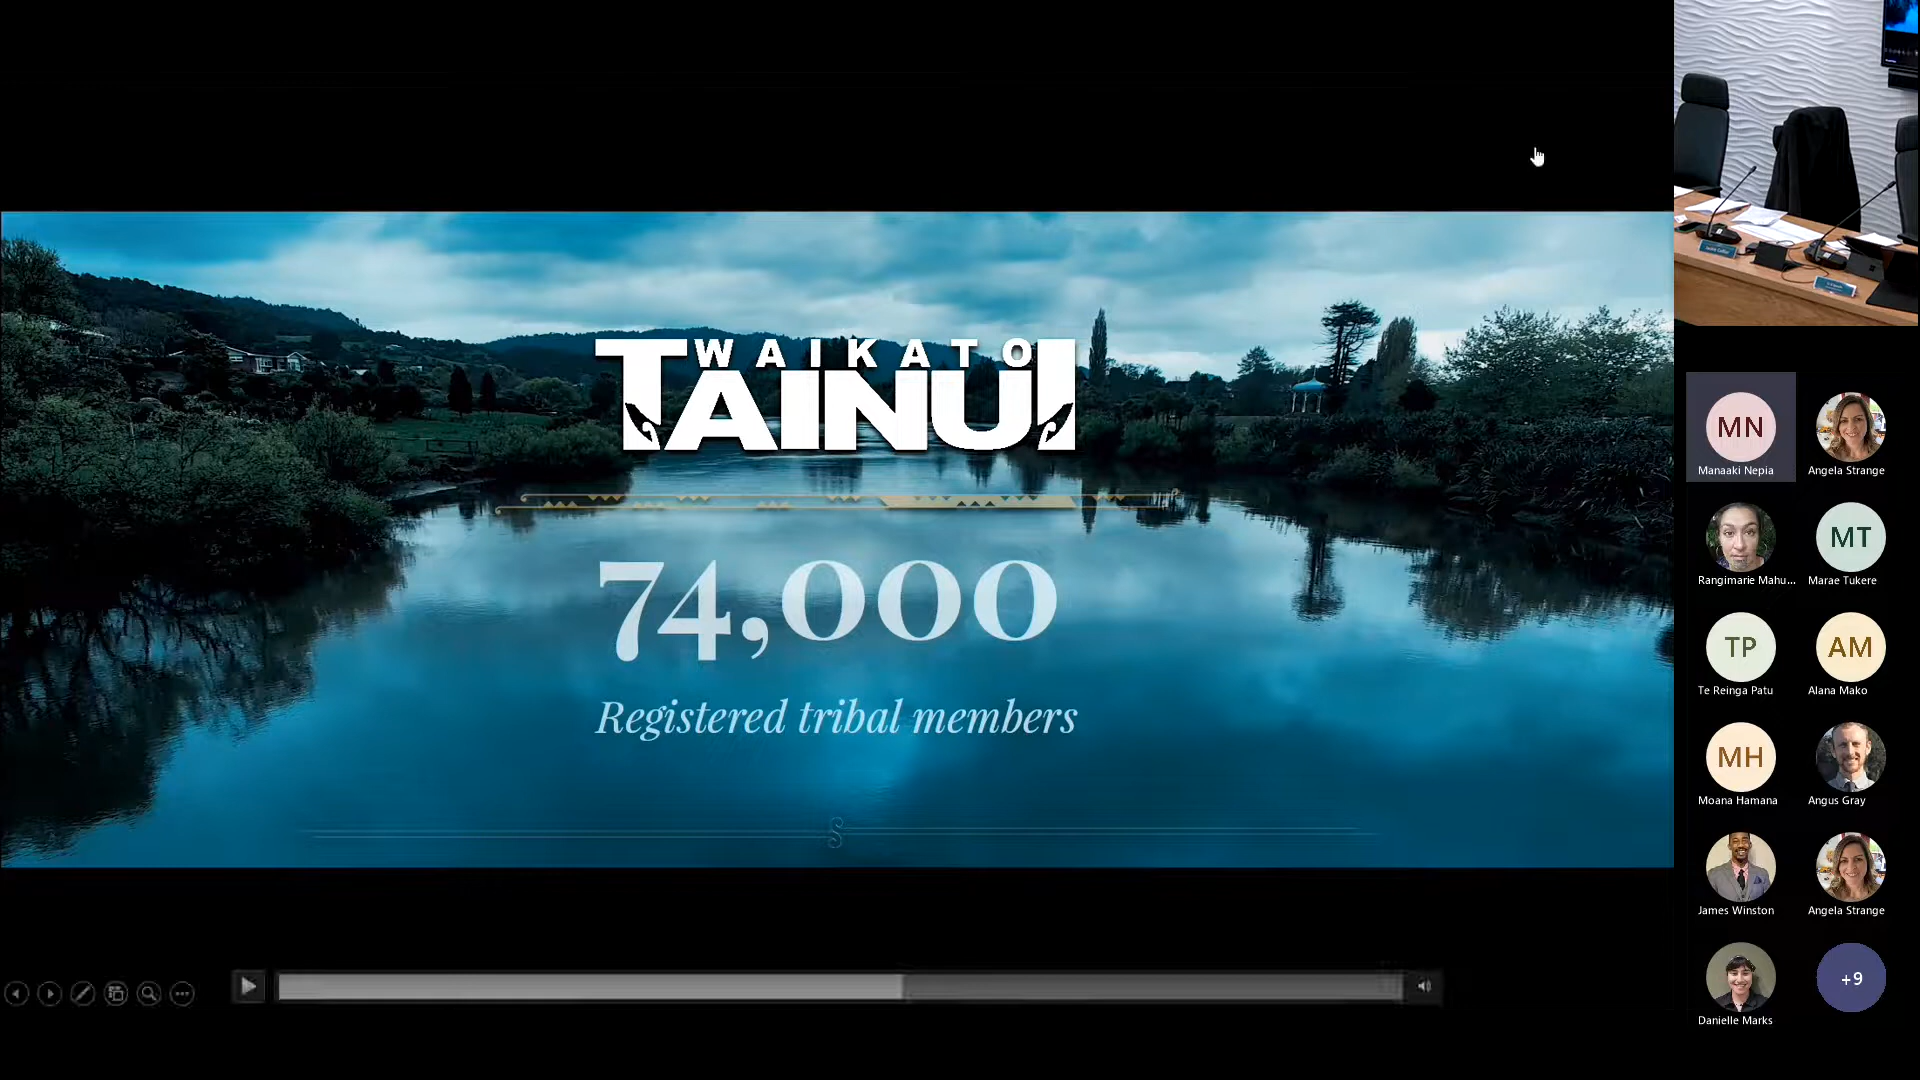 WAIKATO
TAINUI
74,000
Registered tribal members
MN
Manaaki Nepia
Angela Strange
Rangimarie Mahu...
MT
Marae Tukere
TP
Te Reinga Patu
AM
Alana Mako
MH
Moana Hamana
Angus Gray
James Winston
Angela Strange
Danielle Marks
+9